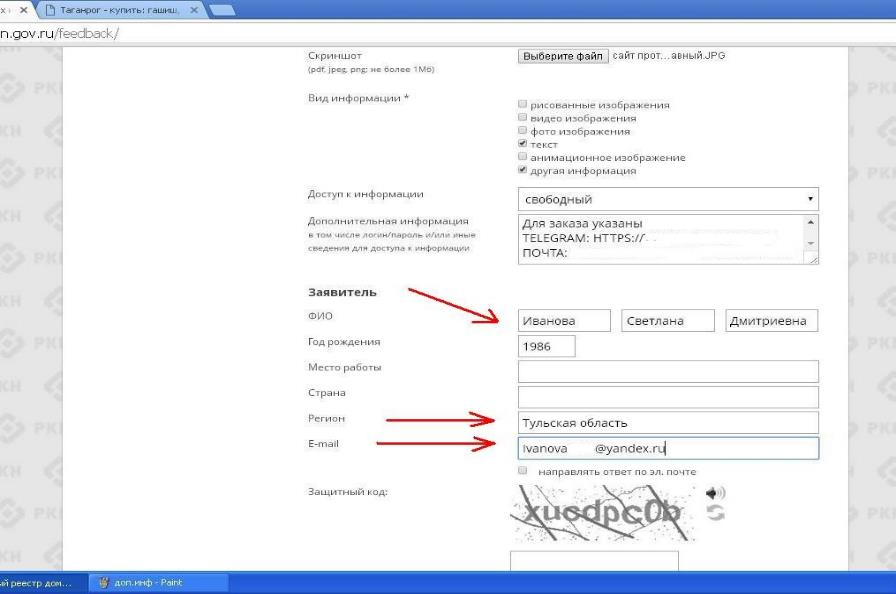 Таганрог - купить: гашиш,
n.gov.ru/feedback/
Скриншот
(pdf, jpeg, png; не более 1Мб)
Выберите файл сайт прот...авный.JPG
Вид информации *
рисованные изображения
видео изображения
фото изображения
текст
анимационное изображение
другая информация
Доступ к информации
свободный
Дополнительная информация
в том числе логин/пароль и/или иные
сведения для доступа к информации
Для заказа указаны
TELEGRAM: HTTPS://
ПОЧТА:
Заявитель
ФИО
Иванова Светлана Дмитриевна
Год рождения
1986
Место работы
Страна
Регион
Тульская область
E-mail
Ivanova @yandex.ru
направлять ответ по эл. почте
Защитный код:
РКН
ый реестр дом... доп.инф - Paint